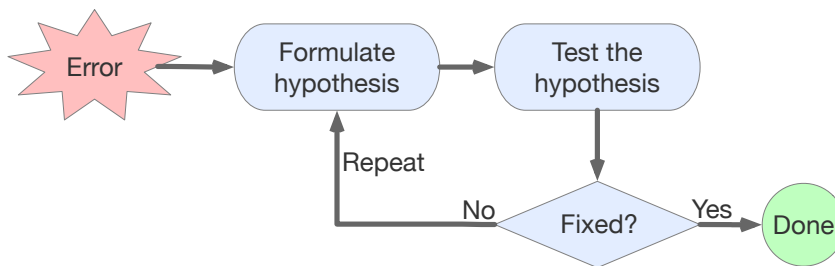 Error
Formulate
hypothesis
Test the
hypothesis
Repeat
No
Fixed?
Yes
Done